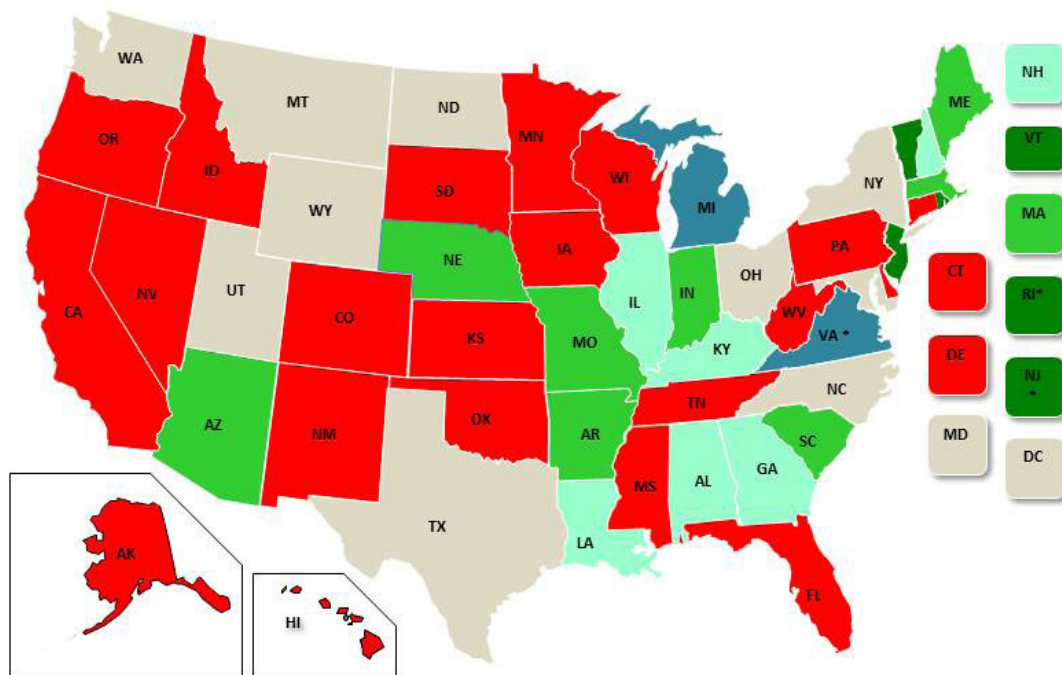 WA
NH
ME
MT
ND
MN
OR
VT
ID
WI
NY
SD
WY
MA
MI
PA
IA
NE
OH
CT
NV
UT
IL
IN
RI*
CA
CO
WV
VA *
KS
MO
KY
DE
NJ
*
NC
TN
AZ
OK
NM
AR
SC
MD
DC
GA
MS
AL
TX
LA
AK
FL
HI